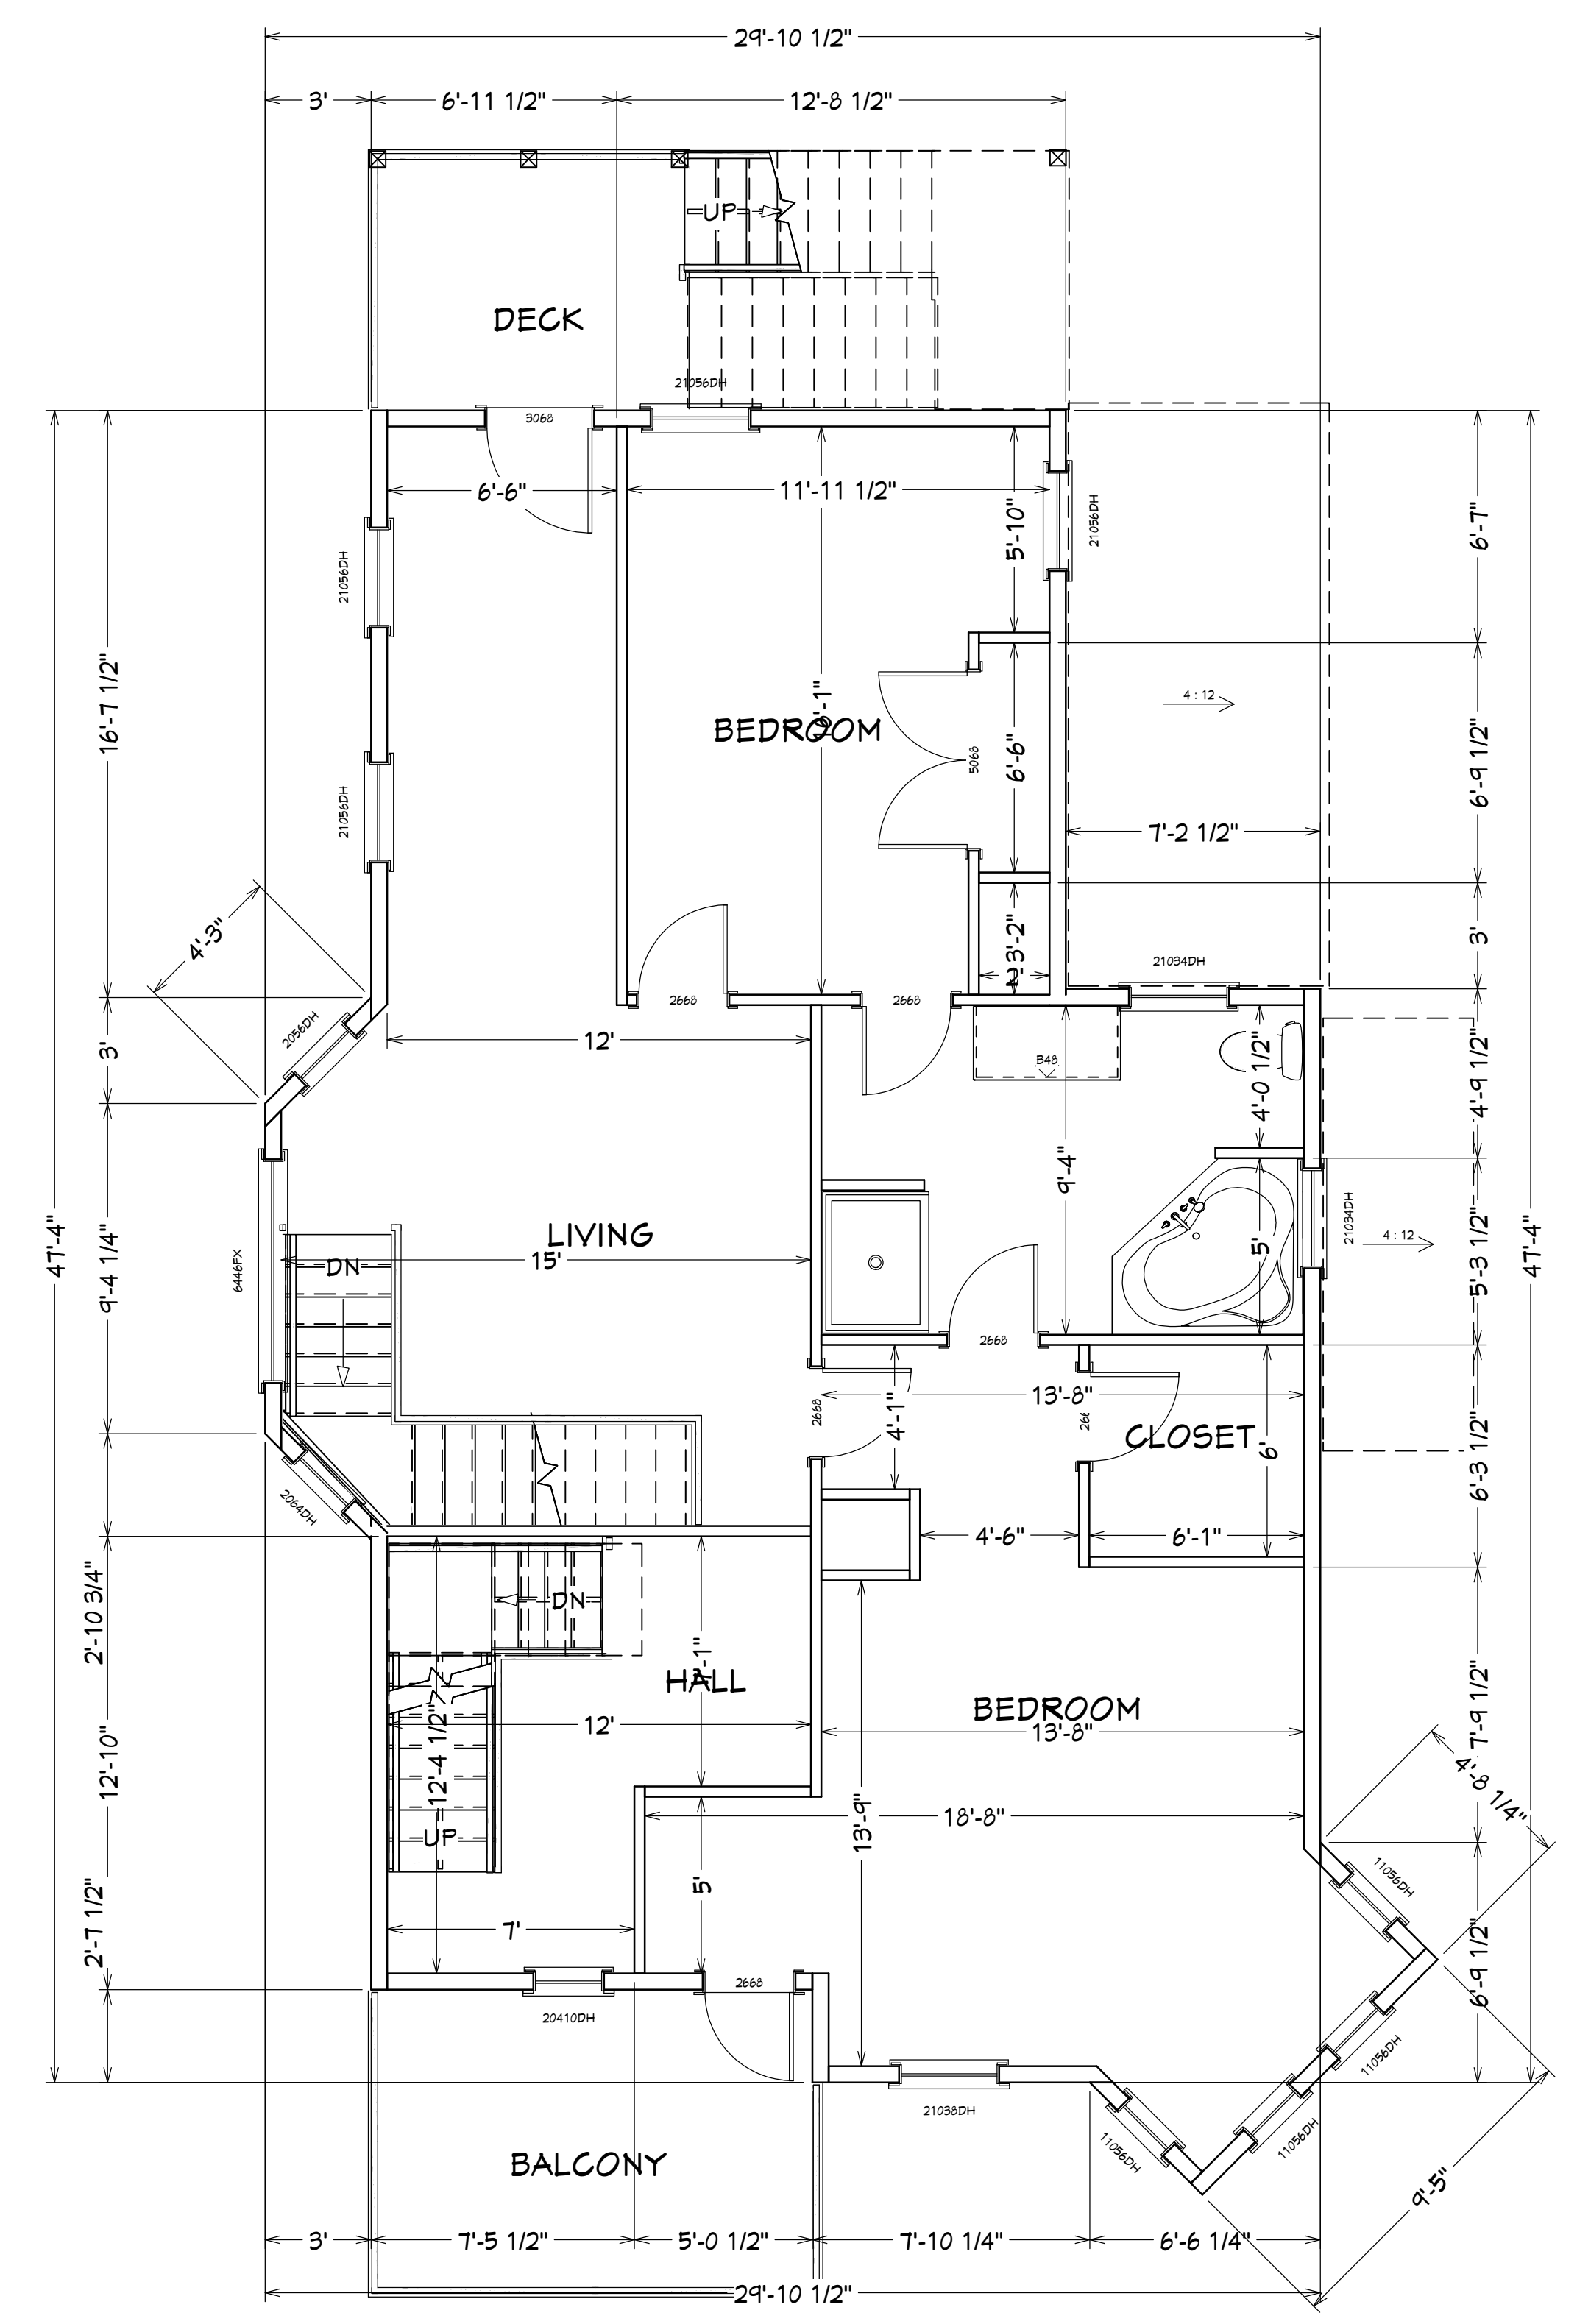 29'-10 1/2"
3'
6'-11 1/2"
12'-8 1/2"
UP
DECK
21056DH
3068
6'-6"
11'-11 1/2"
5'-10"
21056DH
6'-7"
21056DH
16'-7 1/2"
4 : 12
BEDROOM
5068
6'-6"
6'-9 1/2"
21056DH
7'-2 1/2"
4'-3"
3'-2"
2'
3'
21034DH
2668
2668
2056DH
3'
12'
B48
4'-0 1/2"
4'-9 1/2"
9'-4"
47'-4"
9'-4 1/4"
6446FX
LIVING
15'
DN
5'
21034DH
4 : 12
5'-3 1/2"
47'-4"
2668
2668
4'-1"
13'-8"
CLOSET
6'
6'-3 1/2"
2064DH
4'-6"
6'-1"
DN
2'-10 3/4"
HALL
BEDROOM
12'
13'-8"
7'-9 1/2"
12'-10"
12'-4 1/2"
4'-8 1/4"
13'-9"
18'-8"
UP
5'
11056DH
7'
2'-7 1/2"
6'-9 1/2"
2668
20410DH
11056DH
21038DH
11056DH
11056DH
BALCONY
9'-5"
3'
7'-5 1/2"
5'-0 1/2"
7'-10 1/4"
6'-6 1/4"
29'-10 1/2"